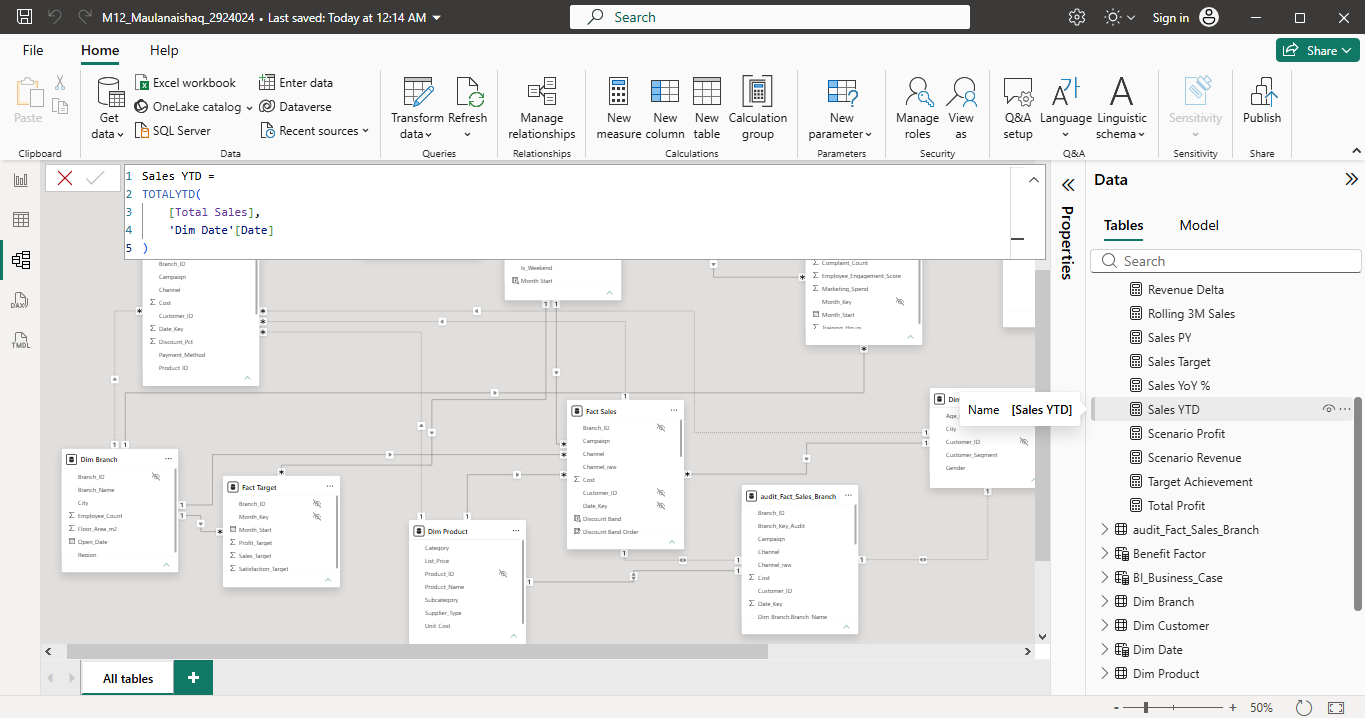 M12_Maulanaishaq_2924024 • Last saved: Today at 12:14 AM
Search
Sign in
File
Home
Help
Share
Paste
Clipboard
Get data
Excel workbook
OneLake catalog
SQL Server
Enter data
Dataverse
Recent sources
Data
Transform data
Refresh
Queries
Manage relationships
Relationships
New measure
New column
New table
Calculation group
Calculations
New parameter
Parameters
Manage roles
View as
Security
Q&A setup
Language
Linguistic schema
Q&A
Sensitivity
Sensitivity
Publish
Share
DAX
TMDL
1 Sales YTD =
2 TOTALYTD(
3 [Total Sales],
4 'Dim Date'[Date]
5 )
Branch_ID
Campaign
Channel
Cost
Customer_ID
Date_Key
Discount_Pct
Payment_Method
Product_ID
Is_Weekend
Month Start
Complaint_Count
Employee_Engagement_Score
Marketing_Spend
Month_Key
Month_Start
Training_Hours
Dim Branch
Branch_ID
Branch_Name
City
Employee_Count
Floor_Area_m2
Open_Date
Region
Fact Target
Branch_ID
Month_Key
Month_Start
Profit_Target
Sales_Target
Satisfaction_Target
Dim Product
Category
List_Price
Product_ID
Product_Name
Subcategory
Supplier_Type
Unit_Cost
Fact Sales
Branch_ID
Campaign
Channel
Channel_raw
Cost
Customer_ID
Date_Key
Discount Band
Discount Band Order
audit_Fact_Sales_Branch
Branch_ID
Branch_Key_Audit
Campaign
Channel
Channel_raw
Cost
Customer_ID
Date_Key
Dim_Branch.Branch_Name
City
Customer_ID
Customer_Segment
Gender
Name [Sales YTD]
Properties
Data
Tables
Model
Search
Revenue Delta
Rolling 3M Sales
Sales PY
Sales Target
Sales YoY %
Sales YTD
Scenario Profit
Scenario Revenue
Target Achievement
Total Profit
audit_Fact_Sales_Branch
Benefit Factor
BI_Business_Case
Dim Branch
Dim Customer
Dim Date
Dim Product
All tables
50%